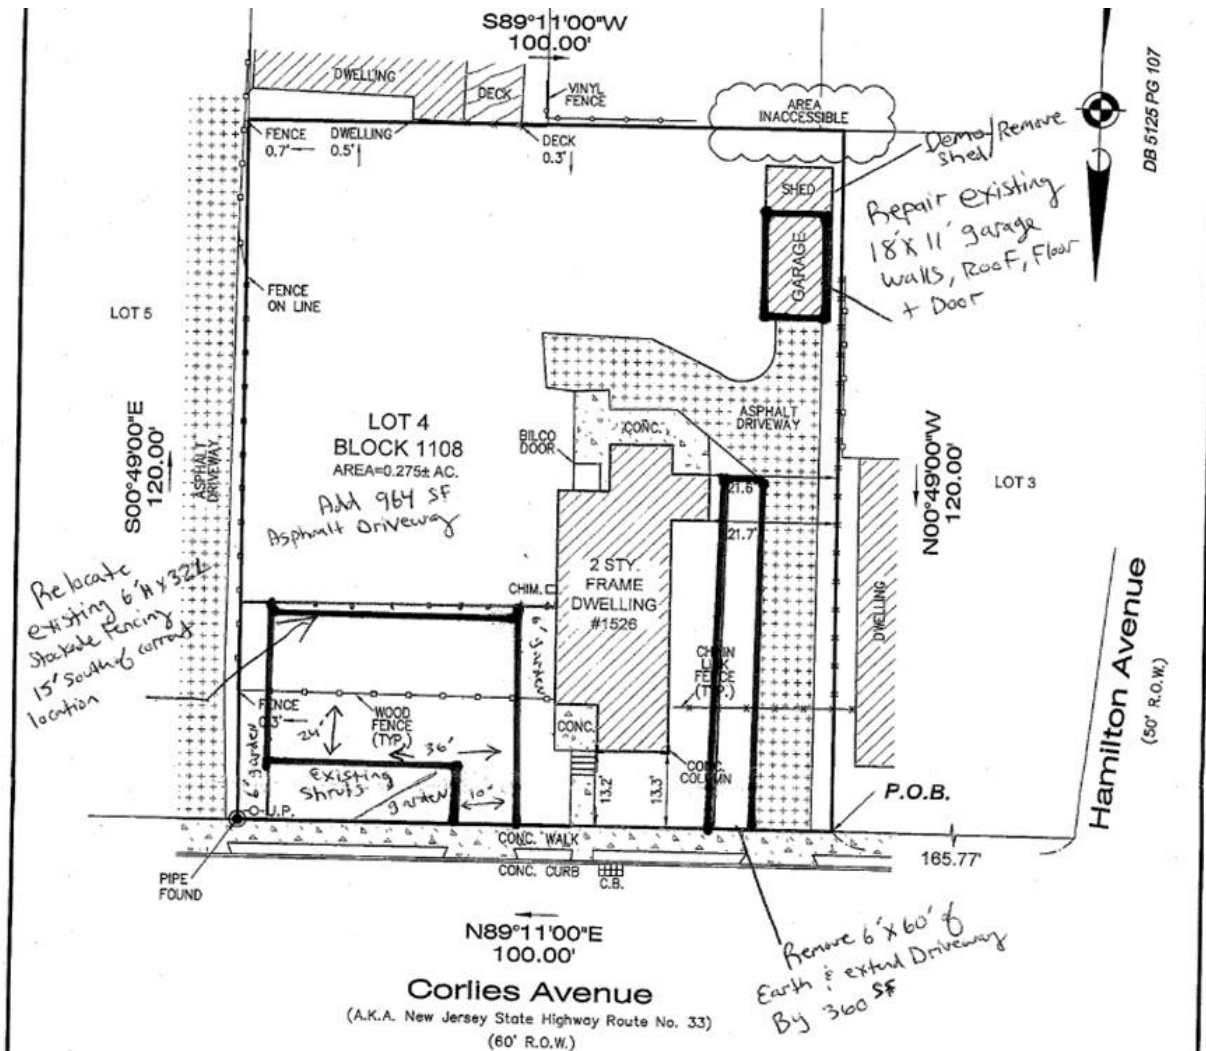 S89°11'00"W
100.00'
DB 5125 PG 107
DWELLING
DECK
VINYL
FENCE
AREA
INACCESSIBLE
FENCE
0.7'
DWELLING
0.5'
DECK
0.3'
Demo/Remove
Shed
SHED
Repair existing
18'X 11' garage
walls, Roof, Floor
+ Door
GARAGE
FENCE
ON LINE
LOT 5
LOT 4
BLOCK 1108
AREA=0.275± AC.
Add 964 SF
Asphalt Driveway
BILCO
DOOR
CONC.
ASPHALT
DRIVEWAY
S00°49'00"E
120.00'
ASPHALT
DRIVEWAY
N00°49'00"W
120.00'
LOT 3
21.6'
21.7'
2 STY.
FRAME
DWELLING
#1526
CHIM.
DWELLING
Relocate
existing 6'H x 32'L
Stockade fencing
15' South of current
location
6' garden
CHAIN
LINK
FENCE
(TYP.)
FENCE
0.3'
WOOD
FENCE
(TYP.)
24'
36'
CONC.
6' garden
Existing
Shrubs
garden
10'
13.2'
13.3'
CONC.
COLUMN
P.O.B.
Hamilton Avenue
(50' R.O.W.)
U.P.
CONC. WALK
CONC. CURB
C.B.
165.77'
PIPE
FOUND
N89°11'00"E
100.00'
Remove 6'X60' of
Earth & extend Driveway
By 360 SF
Corlies Avenue
(A.K.A. New Jersey State Highway Route No. 33)
(60' R.O.W.)